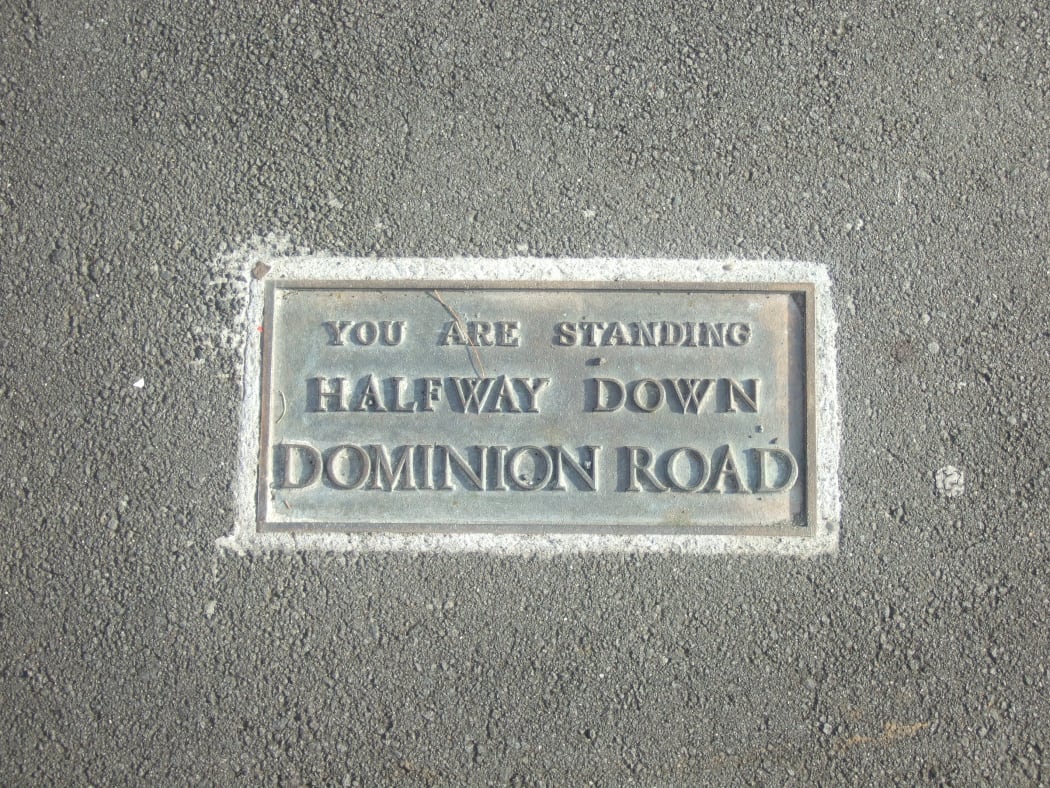 YOU ARE STANDING
HALFWAY DOWN
DOMINION ROAD